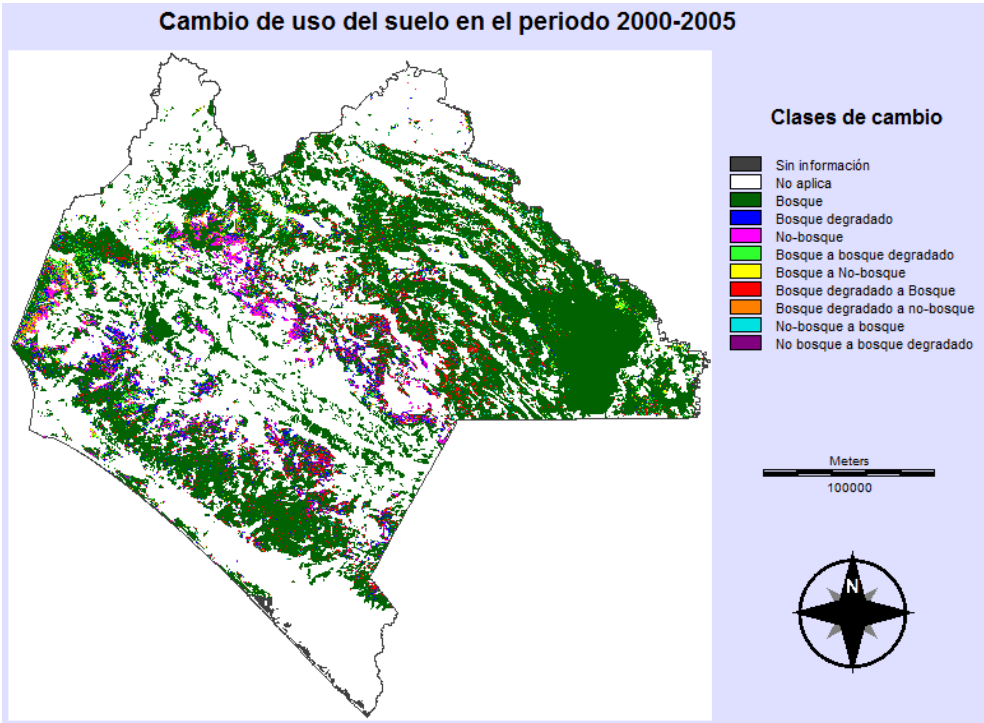 Cambio de uso del suelo en el periodo 2000-2005
Clases de cambio
Sin información
No aplica
Bosque
Bosque degradado
No-bosque
Bosque a bosque degradado
Bosque a No-bosque
Bosque degradado a Bosque
Bosque degradado a no-bosque
No-bosque a bosque
No bosque a bosque degradado
Meters
100000
N